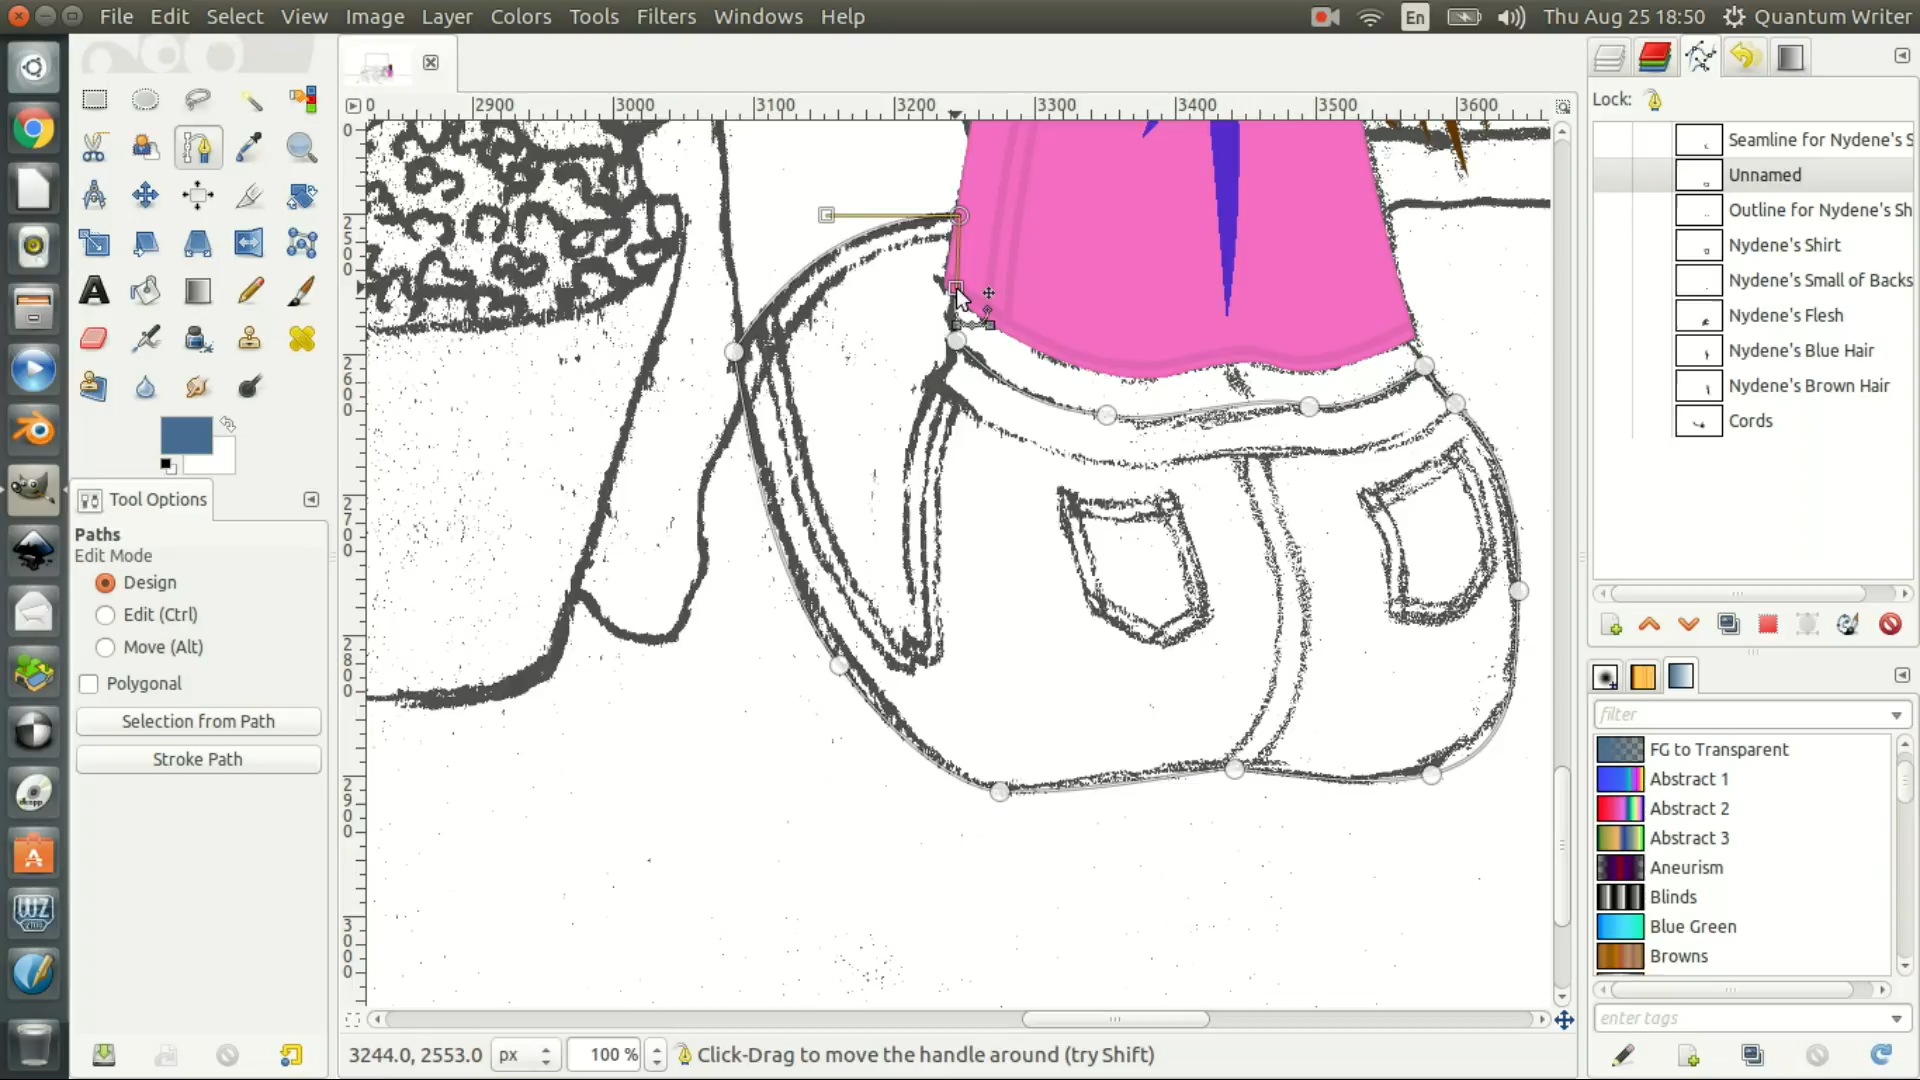 File Edit Select View Image Layer Colors Tools Filters Windows Help
En Thu Aug 25 18:50 Quantum Writer
Lock:
0 2900 3000 3100 3200 3300 3400 3500 3600
Seamline for Nydene's S
Unnamed
Outline for Nydene's Sh
Nydene's Shirt
Nydene's Small of Backs
Nydene's Flesh
Nydene's Blue Hair
Nydene's Brown Hair
Cords
Tool Options
Paths
Edit Mode
Design
Edit (Ctrl)
Move (Alt)
Polygonal
Selection from Path
Stroke Path
filter
FG to Transparent
Abstract 1
Abstract 2
Abstract 3
Aneurism
Blinds
Blue Green
Browns
enter tags
3244.0, 2553.0 px 100 % Click-Drag to move the handle around (try Shift)